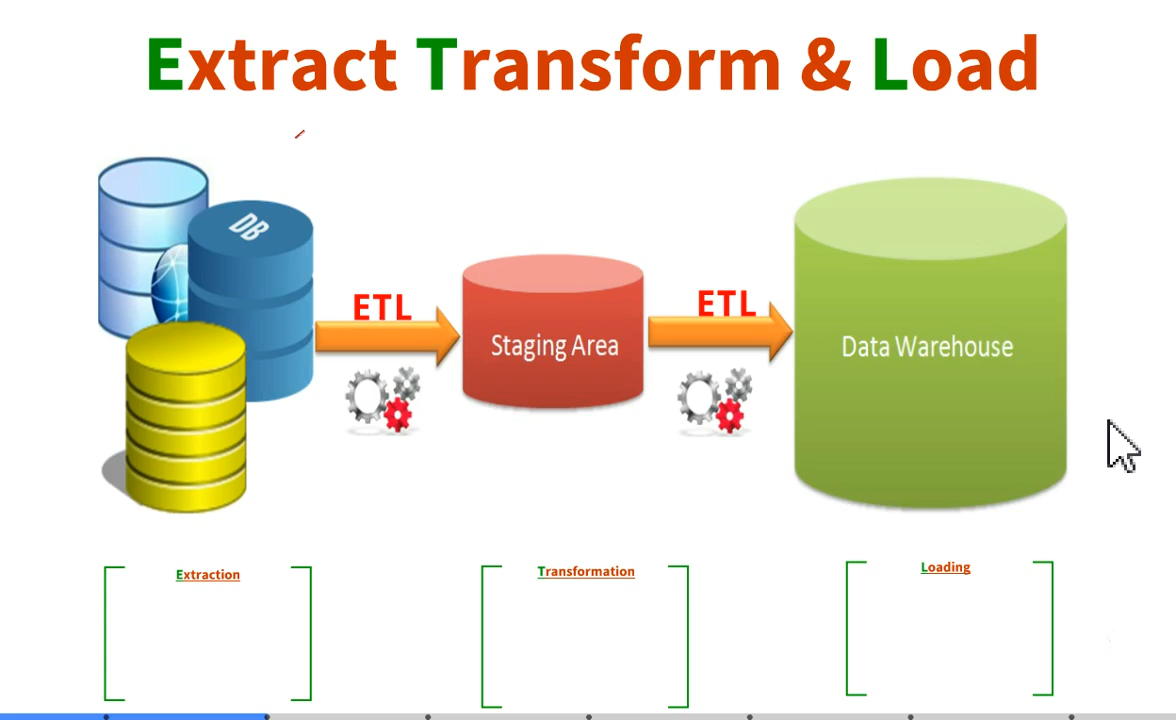 Extract Transform & Load
DB
ETL
ETL
Staging Area
Data Warehouse
Extraction
Transformation
Loading